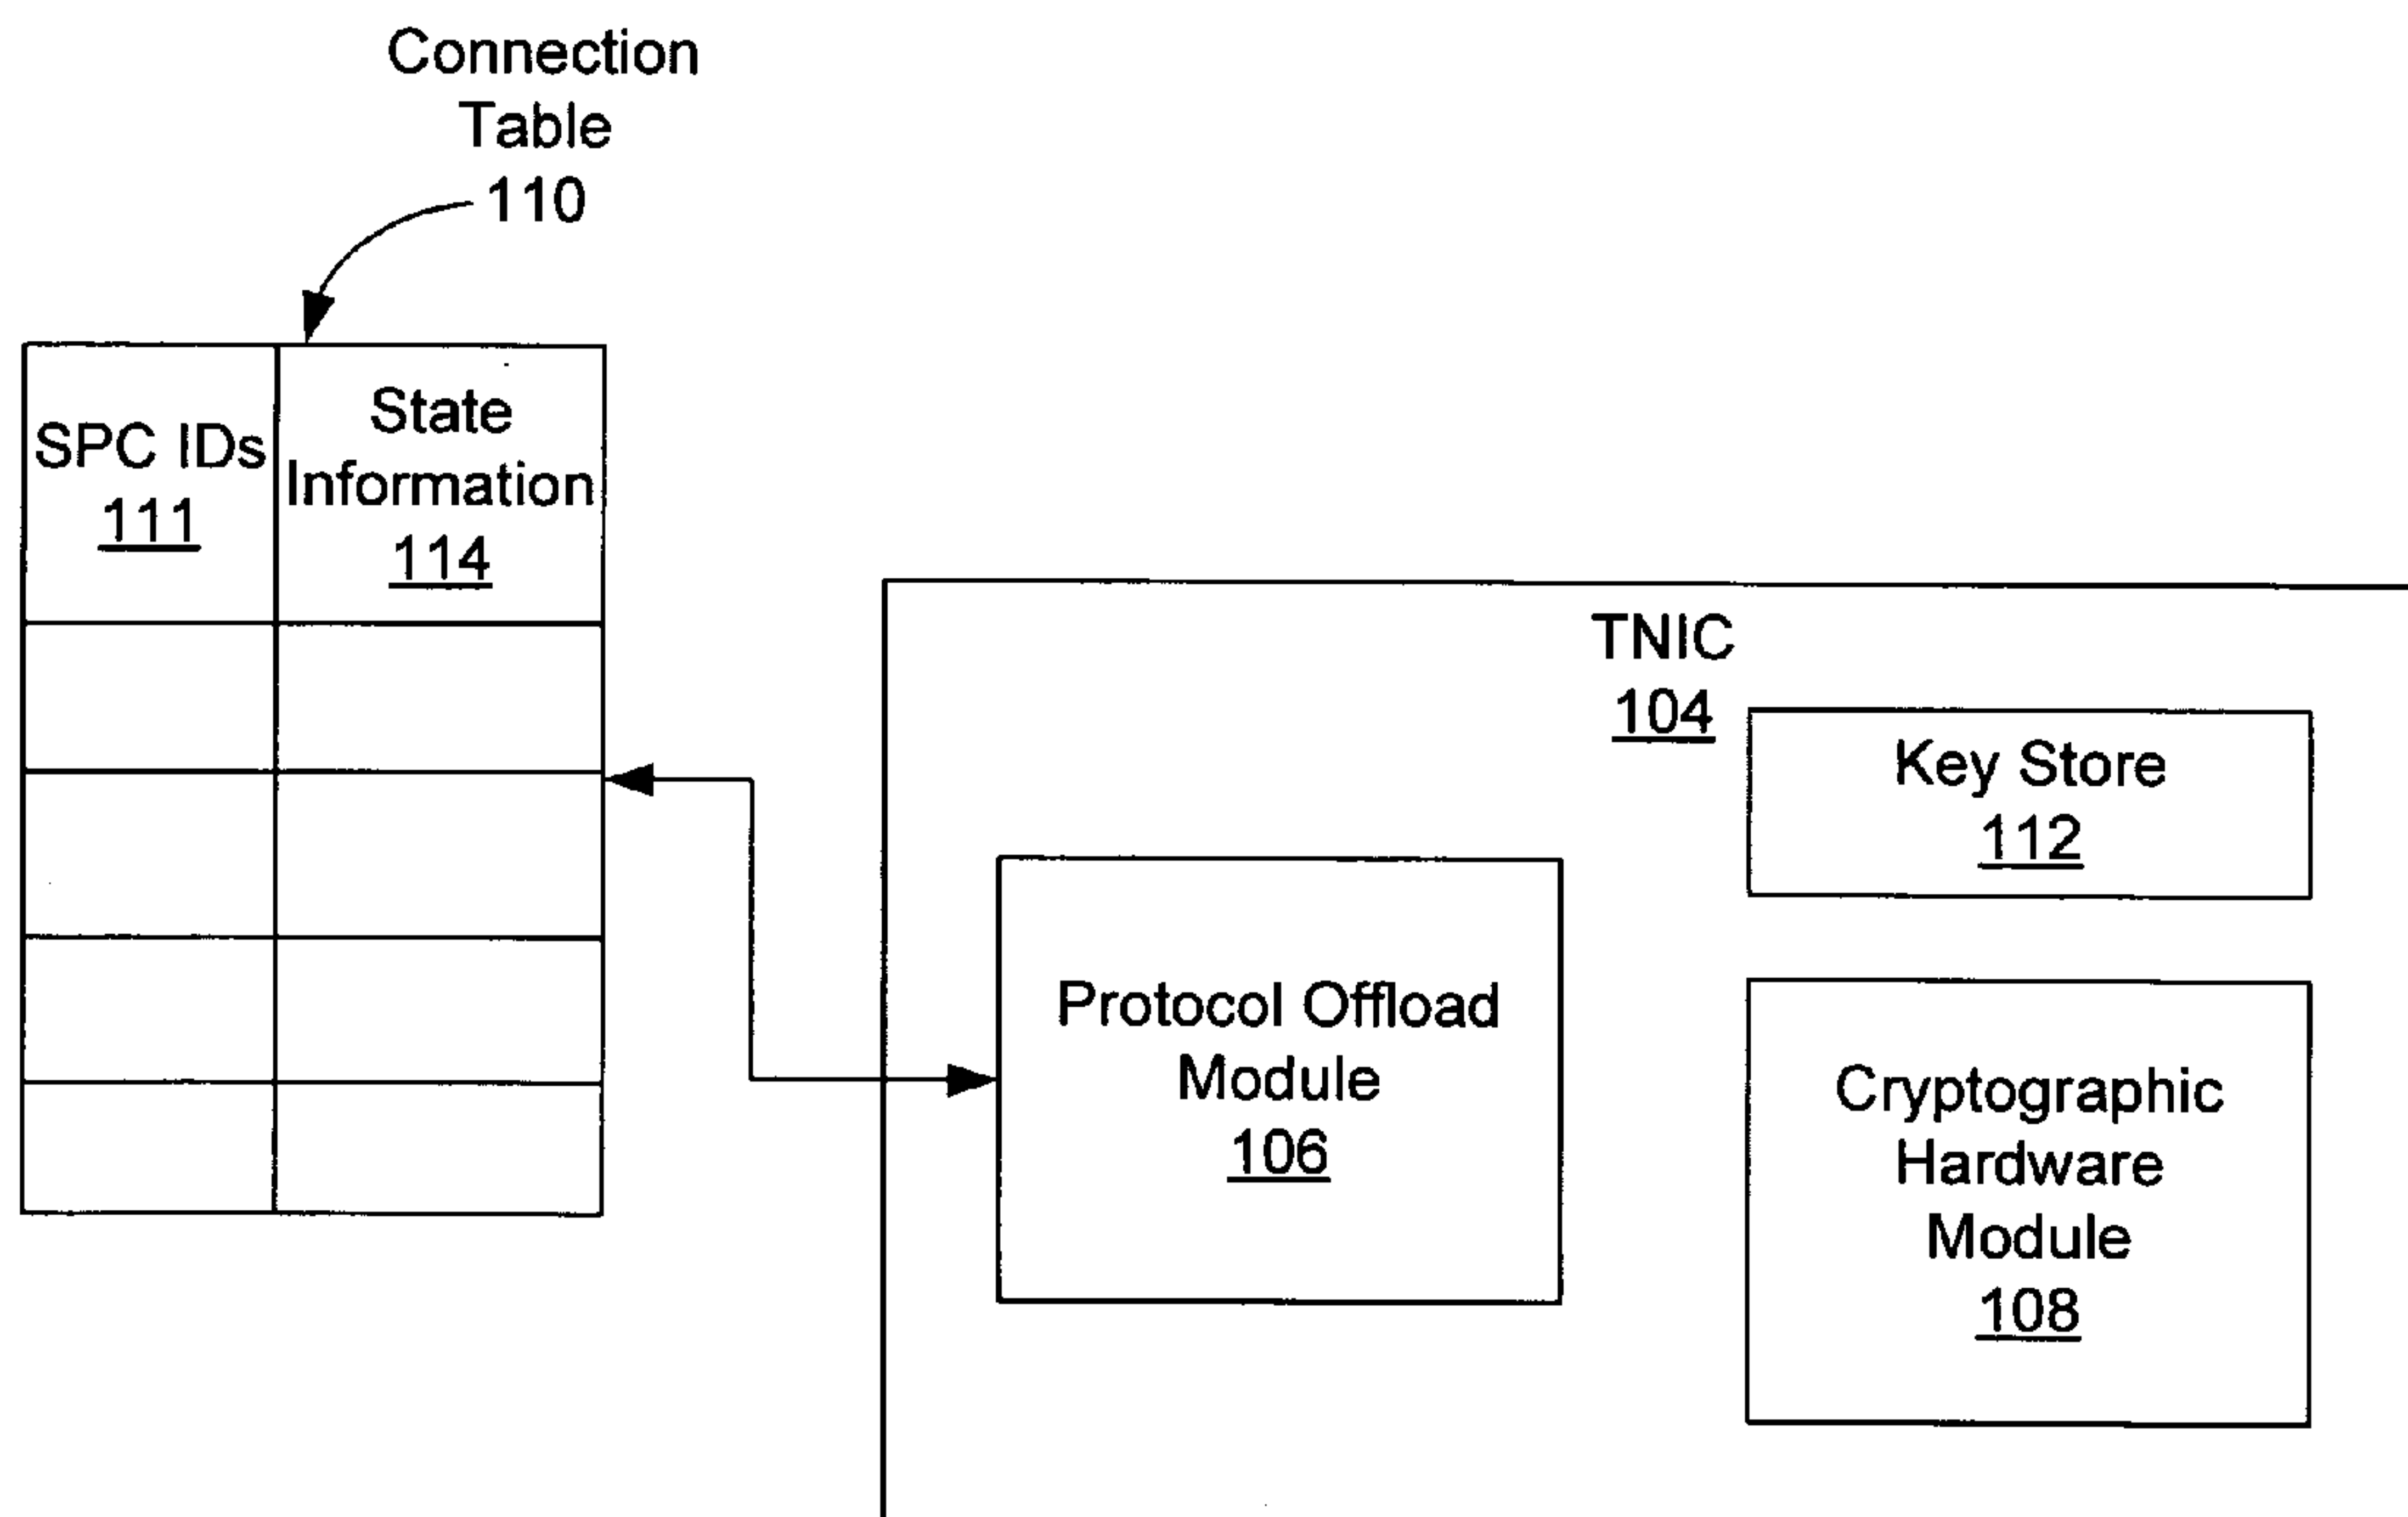 Connection
Table
110
SPC IDs
111
State
Information
114
TNIC
104
Key Store
112
Protocol Offload
Module
106
Cryptographic
Hardware
Module
108